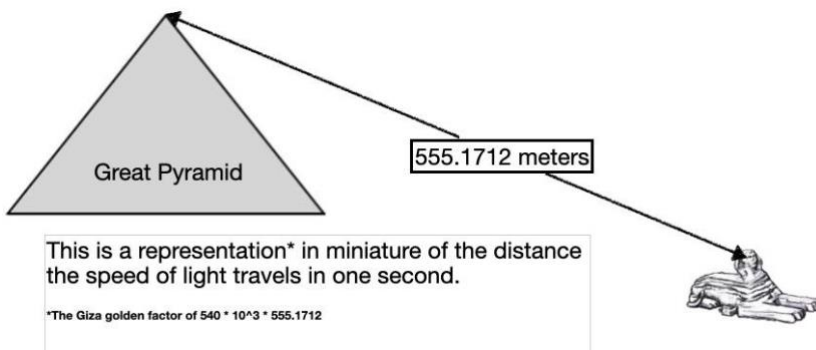 Great Pyramid
555.1712 meters
This is a representation* in miniature of the distance
the speed of light travels in one second.
*The Giza golden factor of 540 * 10^3 * 555.1712